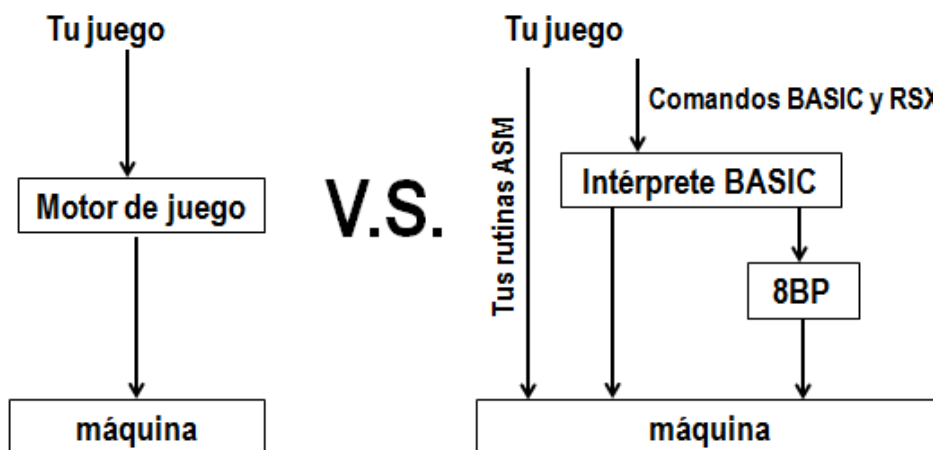 Tu juego
Motor de juego
máquina
V.S.
Tu juego
Comandos BASIC y RSX
Tus rutinas ASM
Intérprete BASIC
8BP
máquina